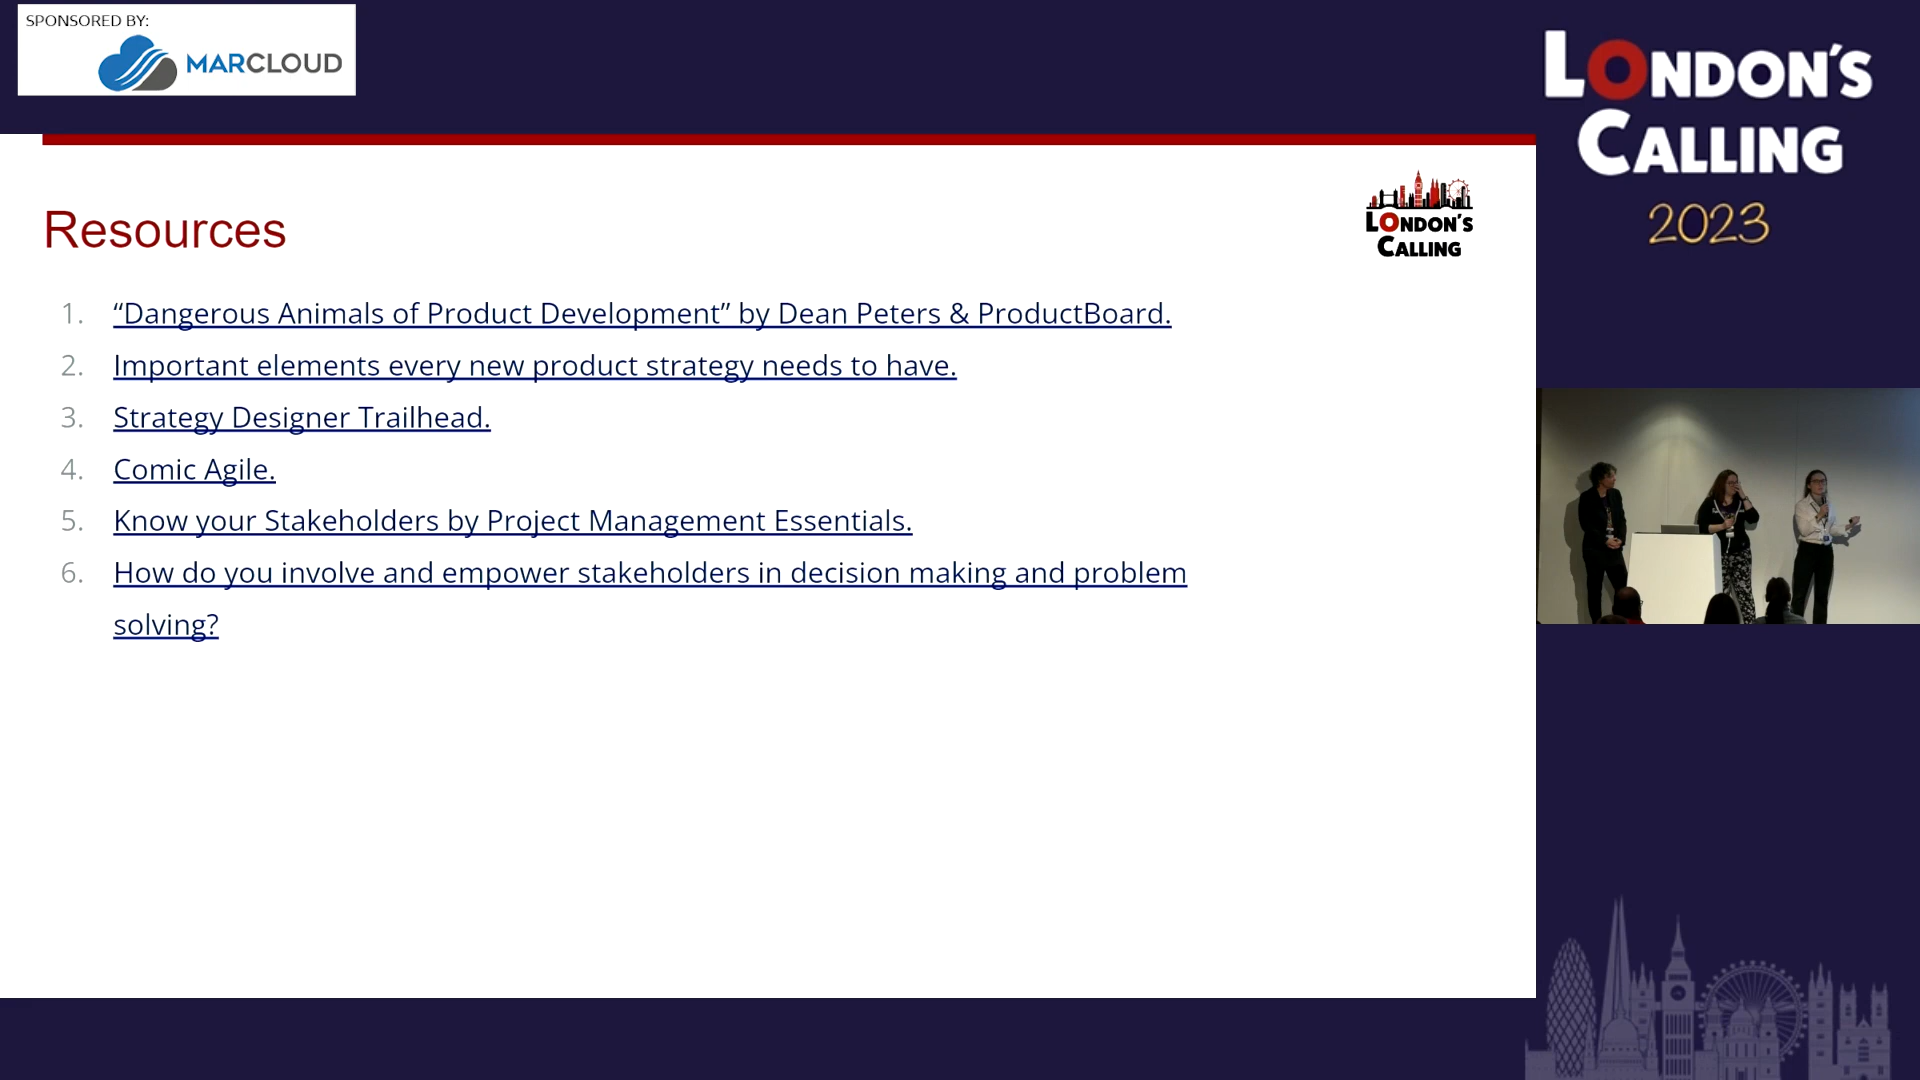 SPONSORED BY:
MARCLOUD
LONDON'S
CALLING
2023
Resources
LONDON'S
CALLING
1. “Dangerous Animals of Product Development” by Dean Peters & ProductBoard.
2. Important elements every new product strategy needs to have.
3. Strategy Designer Trailhead.
4. Comic Agile.
5. Know your Stakeholders by Project Management Essentials.
6. How do you involve and empower stakeholders in decision making and problem
solving?